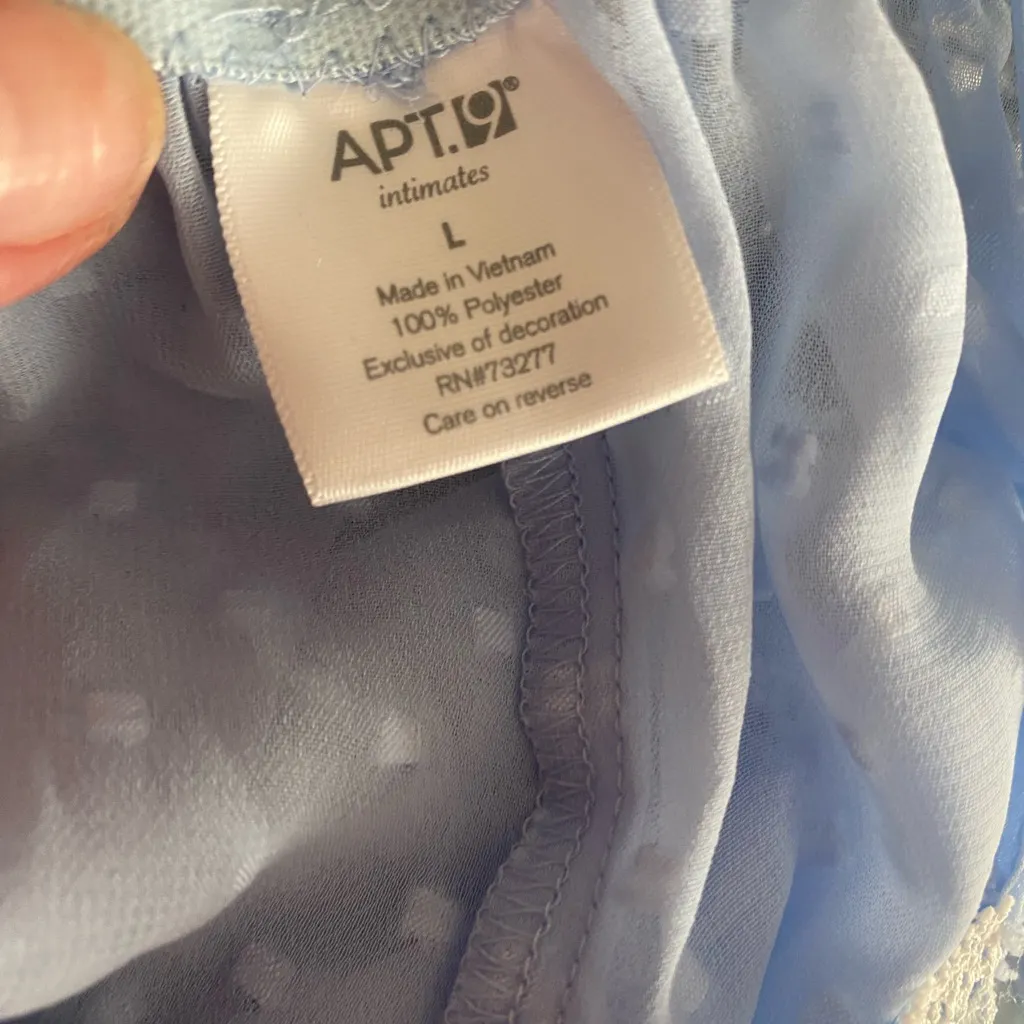 APT.9®
intimates
L
Made in Vietnam
100% Polyester
Exclusive of decoration
RN#73277
Care on reverse